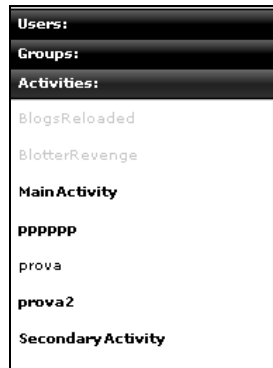 Users:
Groups:
Activities:
BlogsReloaded
BlotterRevenge
MainActivity
pppppp
prova
prova2
SecondaryActivity